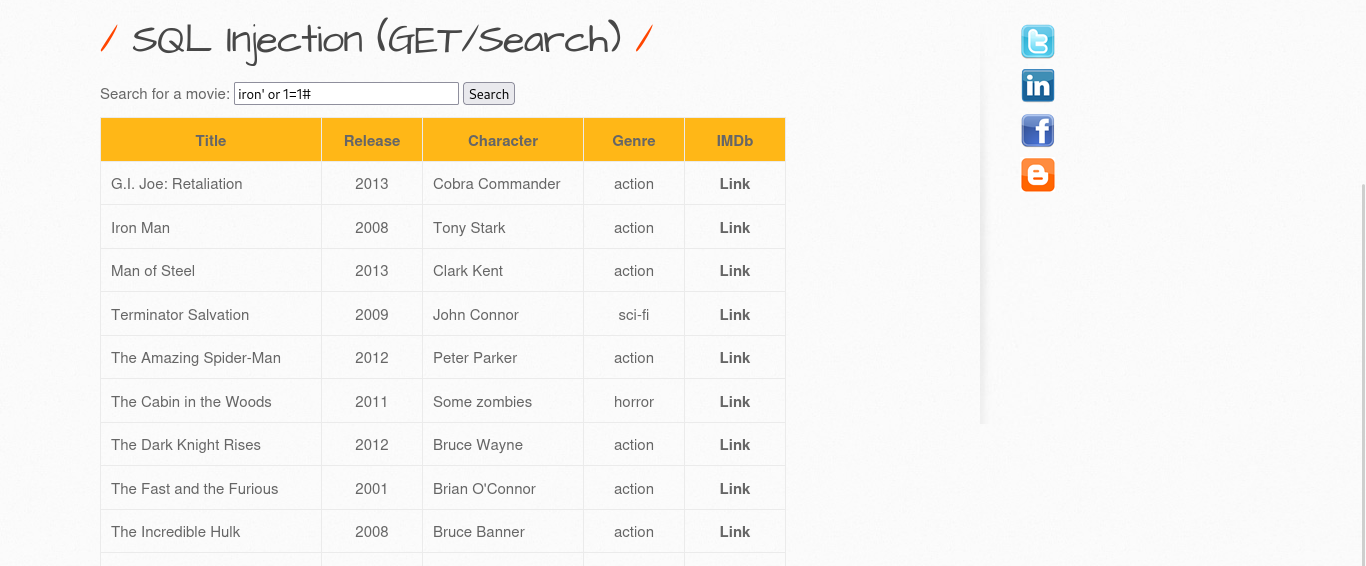 / SQL Injection (GET/Search) /
Search for a movie: iron' or 1=1# Search
Title Release Character Genre IMDb
G.I. Joe: Retaliation 2013 Cobra Commander action Link
Iron Man 2008 Tony Stark action Link
Man of Steel 2013 Clark Kent action Link
Terminator Salvation 2009 John Connor sci-fi Link
The Amazing Spider-Man 2012 Peter Parker action Link
The Cabin in the Woods 2011 Some zombies horror Link
The Dark Knight Rises 2012 Bruce Wayne action Link
The Fast and the Furious 2001 Brian O'Connor action Link
The Incredible Hulk 2008 Bruce Banner action Link